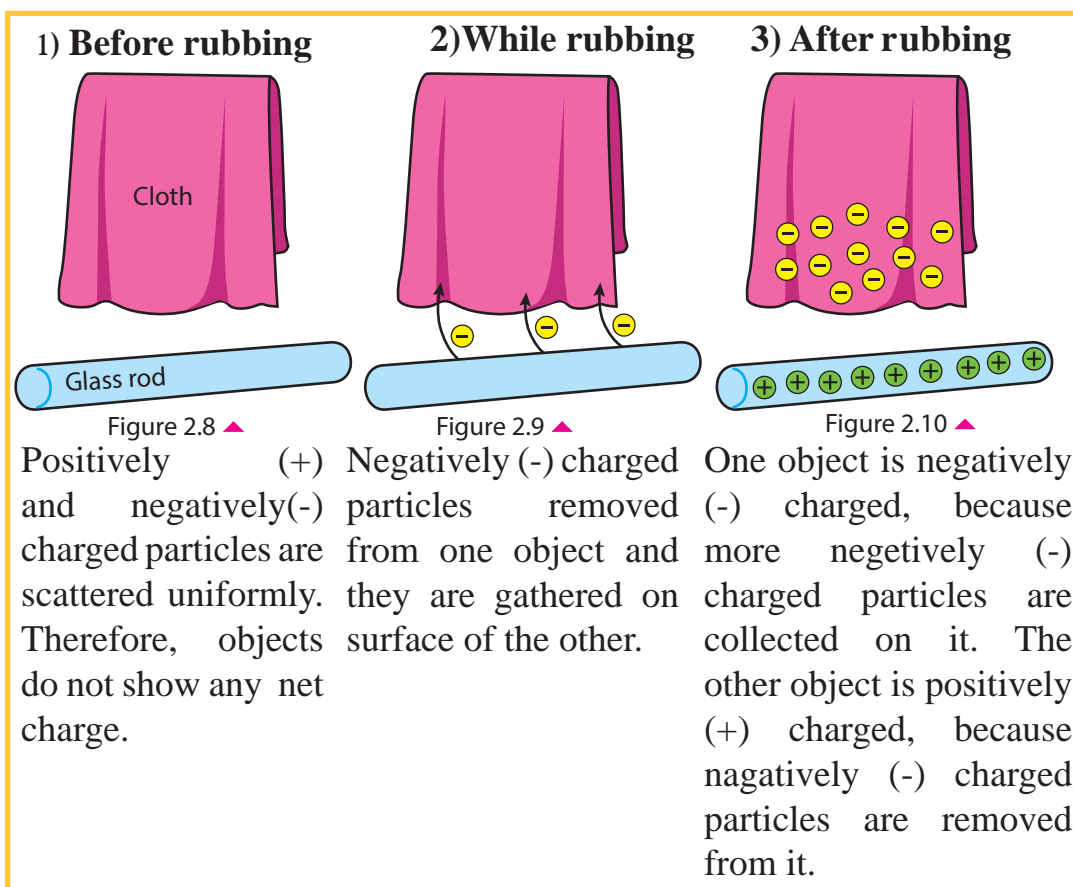 1) Before rubbing
Cloth
Glass rod
Figure 2.8
Positively (+)
and negatively(-)
charged particles are
scattered uniformly.
Therefore, objects
do not show any net
charge.
2)While rubbing
Figure 2.9
Negatively (-) charged
particles removed
from one object and
they are gathered on
surface of the other.
3) After rubbing
Figure 2.10
One object is negatively
(-) charged, because
more negetively (-)
charged particles are
collected on it. The
other object is positively
(+) charged, because
nagatively (-) charged
particles are removed
from it.